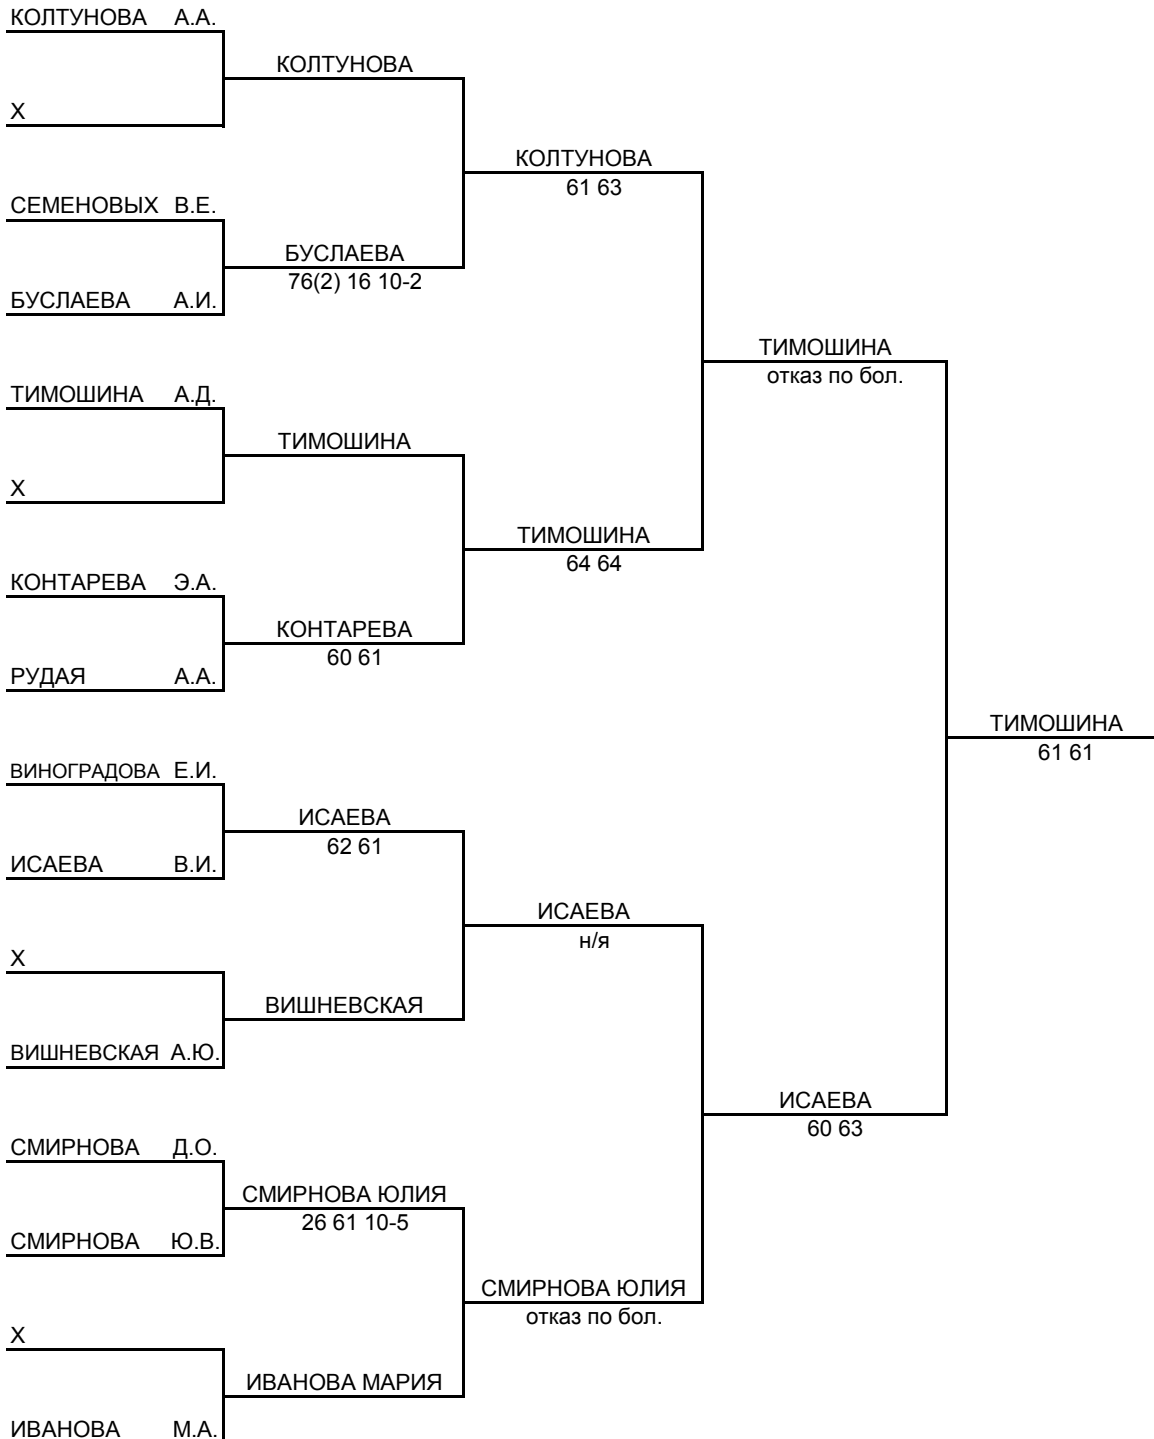 КОЛТУНОВА А.А.
КОЛТУНОВА
X
КОЛТУНОВА
61 63
СЕМЕНОВЫХ В.Е.
БУСЛАЕВА
76(2) 16 10-2
БУСЛАЕВА А.И.
ТИМОШИНА
отказ по бол.
ТИМОШИНА А.Д.
ТИМОШИНА
X
ТИМОШИНА
64 64
КОНТАРЕВА Э.А.
КОНТАРЕВА
60 61
РУДАЯ А.А.
ТИМОШИНА
61 61
ВИНОГРАДОВА Е.И.
ИСАЕВА
62 61
ИСАЕВА В.И.
ИСАЕВА
н/я
X
ВИШНЕВСКАЯ
ВИШНЕВСКАЯ А.Ю.
ИСАЕВА
60 63
СМИРНОВА Д.О.
СМИРНОВА ЮЛИЯ
26 61 10-5
СМИРНОВА Ю.В.
СМИРНОВА ЮЛИЯ
отказ по бол.
X
ИВАНОВА МАРИЯ
ИВАНОВА М.А.